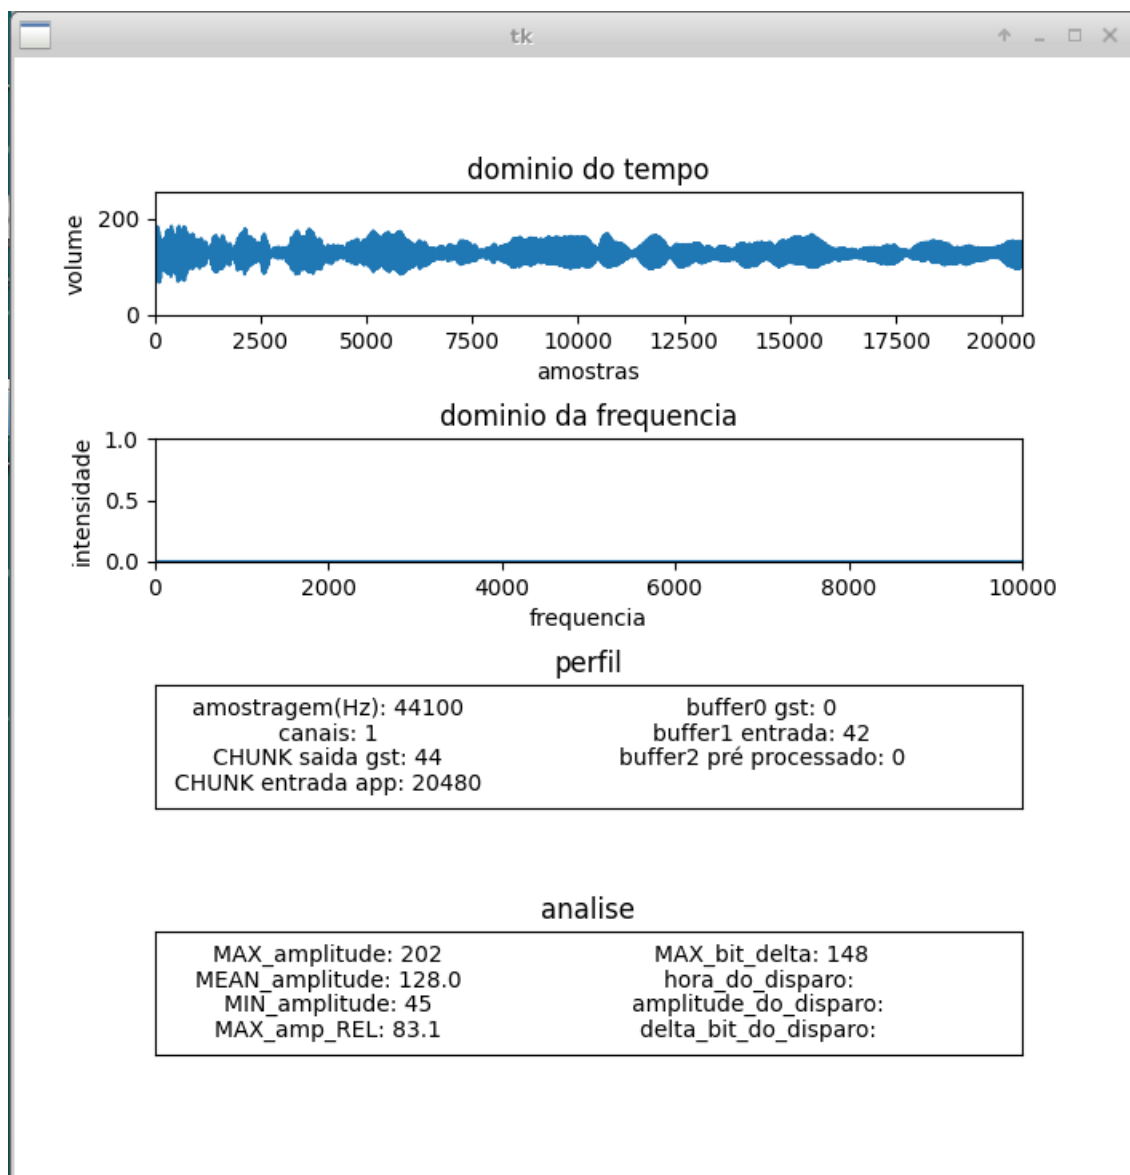 tk
dominio do tempo
volume
200
0
0 2500 5000 7500 10000 12500 15000 17500 20000
amostras
dominio da frequencia
intensidade
1.0
0.5
0.0
0 2000 4000 6000 8000 10000
frequencia
perfil
amostragem(Hz): 44100
canais: 1
CHUNK saida gst: 44
CHUNK entrada app: 20480
buffer0 gst: 0
buffer1 entrada: 42
buffer2 pré processado: 0
analise
MAX_amplitude: 202
MEAN_amplitude: 128.0
MIN_amplitude: 45
MAX_amp_REL: 83.1
MAX_bit_delta: 148
hora_do_disparo:
amplitude_do_disparo:
delta_bit_do_disparo: